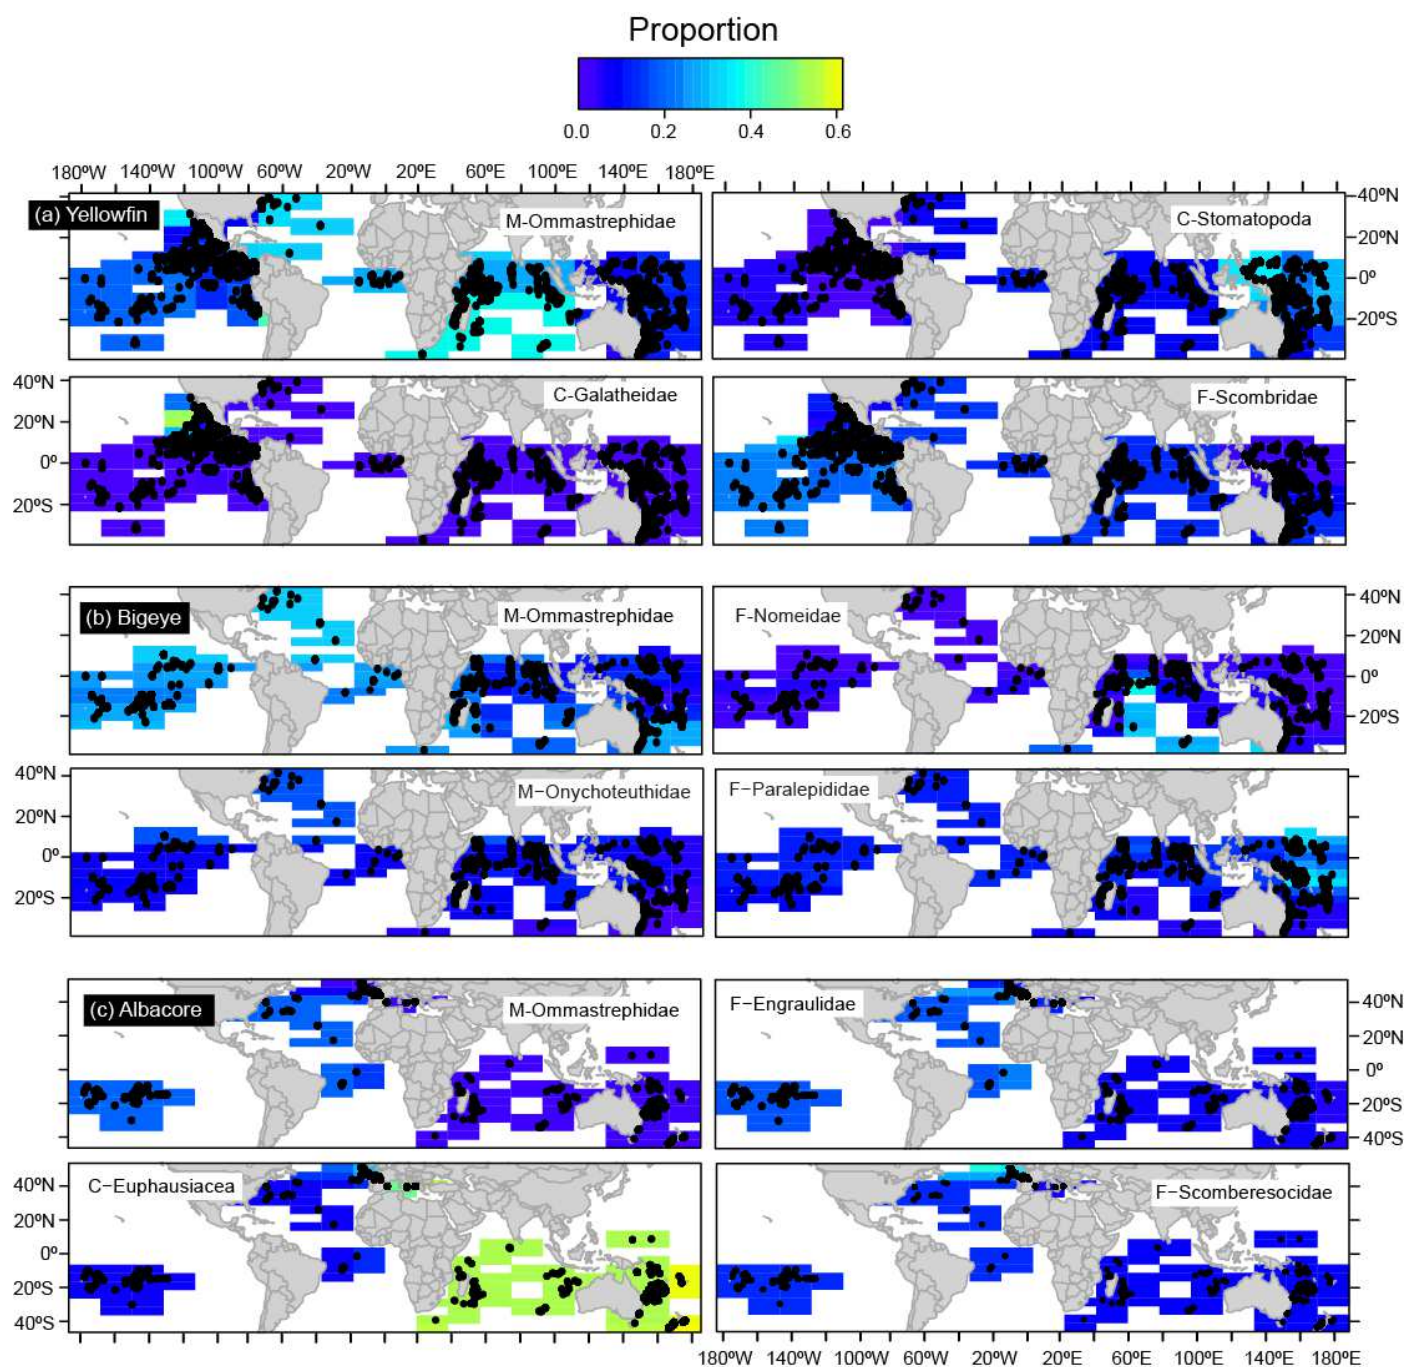 Proportion
0.0 0.2 0.4 0.6
180ºW 140ºW 100ºW 60ºW 20ºW 20ºE 60ºE 100ºE 140ºE 180ºE
(a) Yellowfin
M-Ommastrephidae
C-Stomatopoda
40ºN
20ºN
0º
20ºS
40ºN
20ºN
0º
20ºS
C-Galatheidae
F-Scombridae
(b) Bigeye
M-Ommastrephidae
F-Nomeidae
40ºN
20ºN
0º
20ºS
40ºN
20ºN
0º
20ºS
M−Onychoteuthidae
F−Paralepididae
(c) Albacore
M−Ommastrephidae
F−Engraulidae
40ºN
20ºN
0º
20ºS
40ºS
40ºN
20ºN
0º
20ºS
40ºS
C−Euphausiacea
F−Scomberesocidae
180ºW 140ºW 100ºW 60ºW 20ºW 20ºE 60ºE 100ºE 140ºE 180ºE